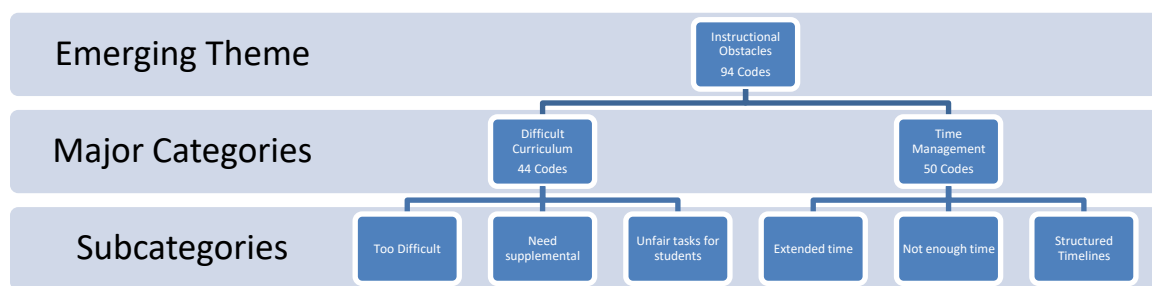 Emerging Theme
Instructional
Obstacles
94 Codes
Major Categories
Difficult
Curriculum
44 Codes
Time
Management
50 Codes
Subcategories
Too Difficult
Need
supplemental
Unfair tasks for
students
Extended time
Not enough time
Structured
Timelines